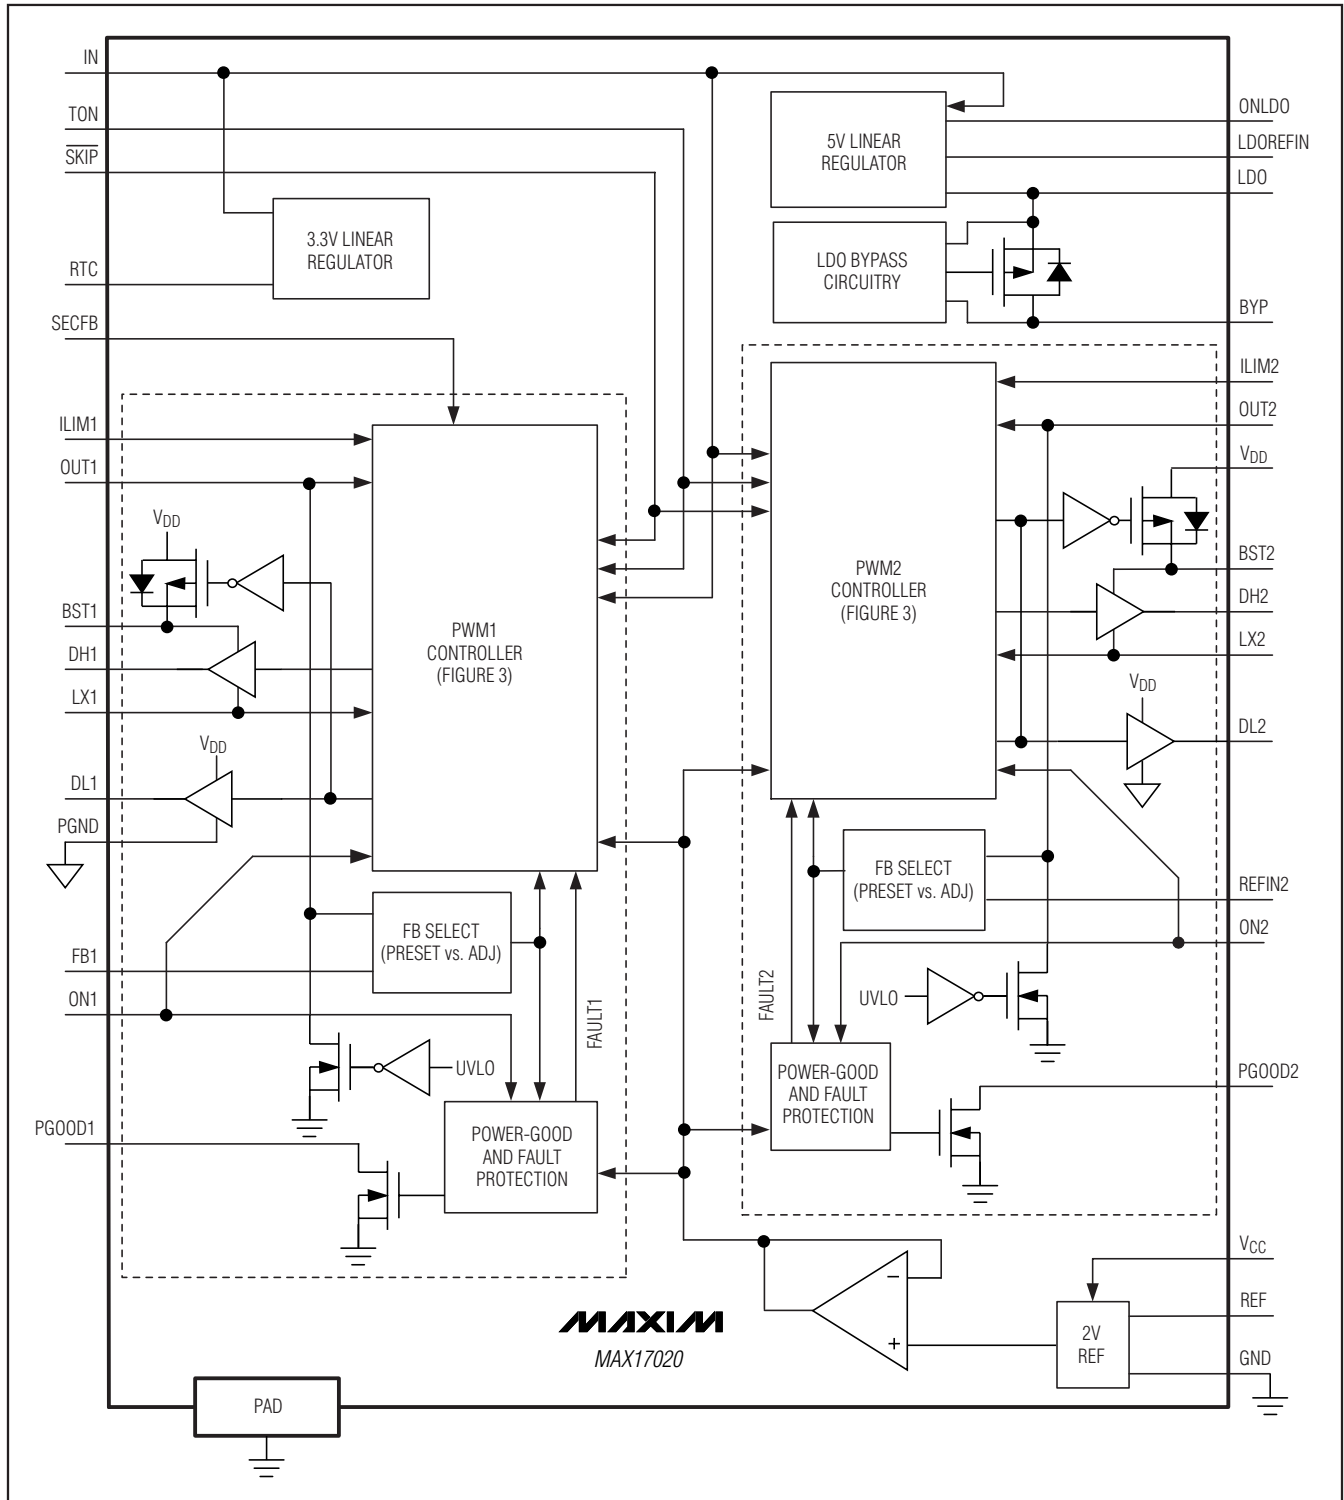 IN
TON
SKIP
RTC
SECFB
ILIM1
OUT1
VDD
BST1
DH1
LX1
VDD
DL1
PGND
FB1
ON1
PGOOD1
3.3V LINEAR
REGULATOR
PWM1
CONTROLLER
(FIGURE 3)
FB SELECT
(PRESET vs. ADJ)
FAULT1
UVLO
POWER-GOOD
AND FAULT
PROTECTION
5V LINEAR
REGULATOR
LDO BYPASS
CIRCUITRY
PWM2
CONTROLLER
(FIGURE 3)
VDD
FB SELECT
(PRESET vs. ADJ)
FAULT2
UVLO
POWER-GOOD
AND FAULT
PROTECTION
ONLDO
LDOREFIN
LDO
BYP
ILIM2
OUT2
VDD
BST2
DH2
LX2
DL2
REFIN2
ON2
PGOOD2
VCC
REF
GND
−
+
2V
REF
MAXIM
MAX17020
PAD